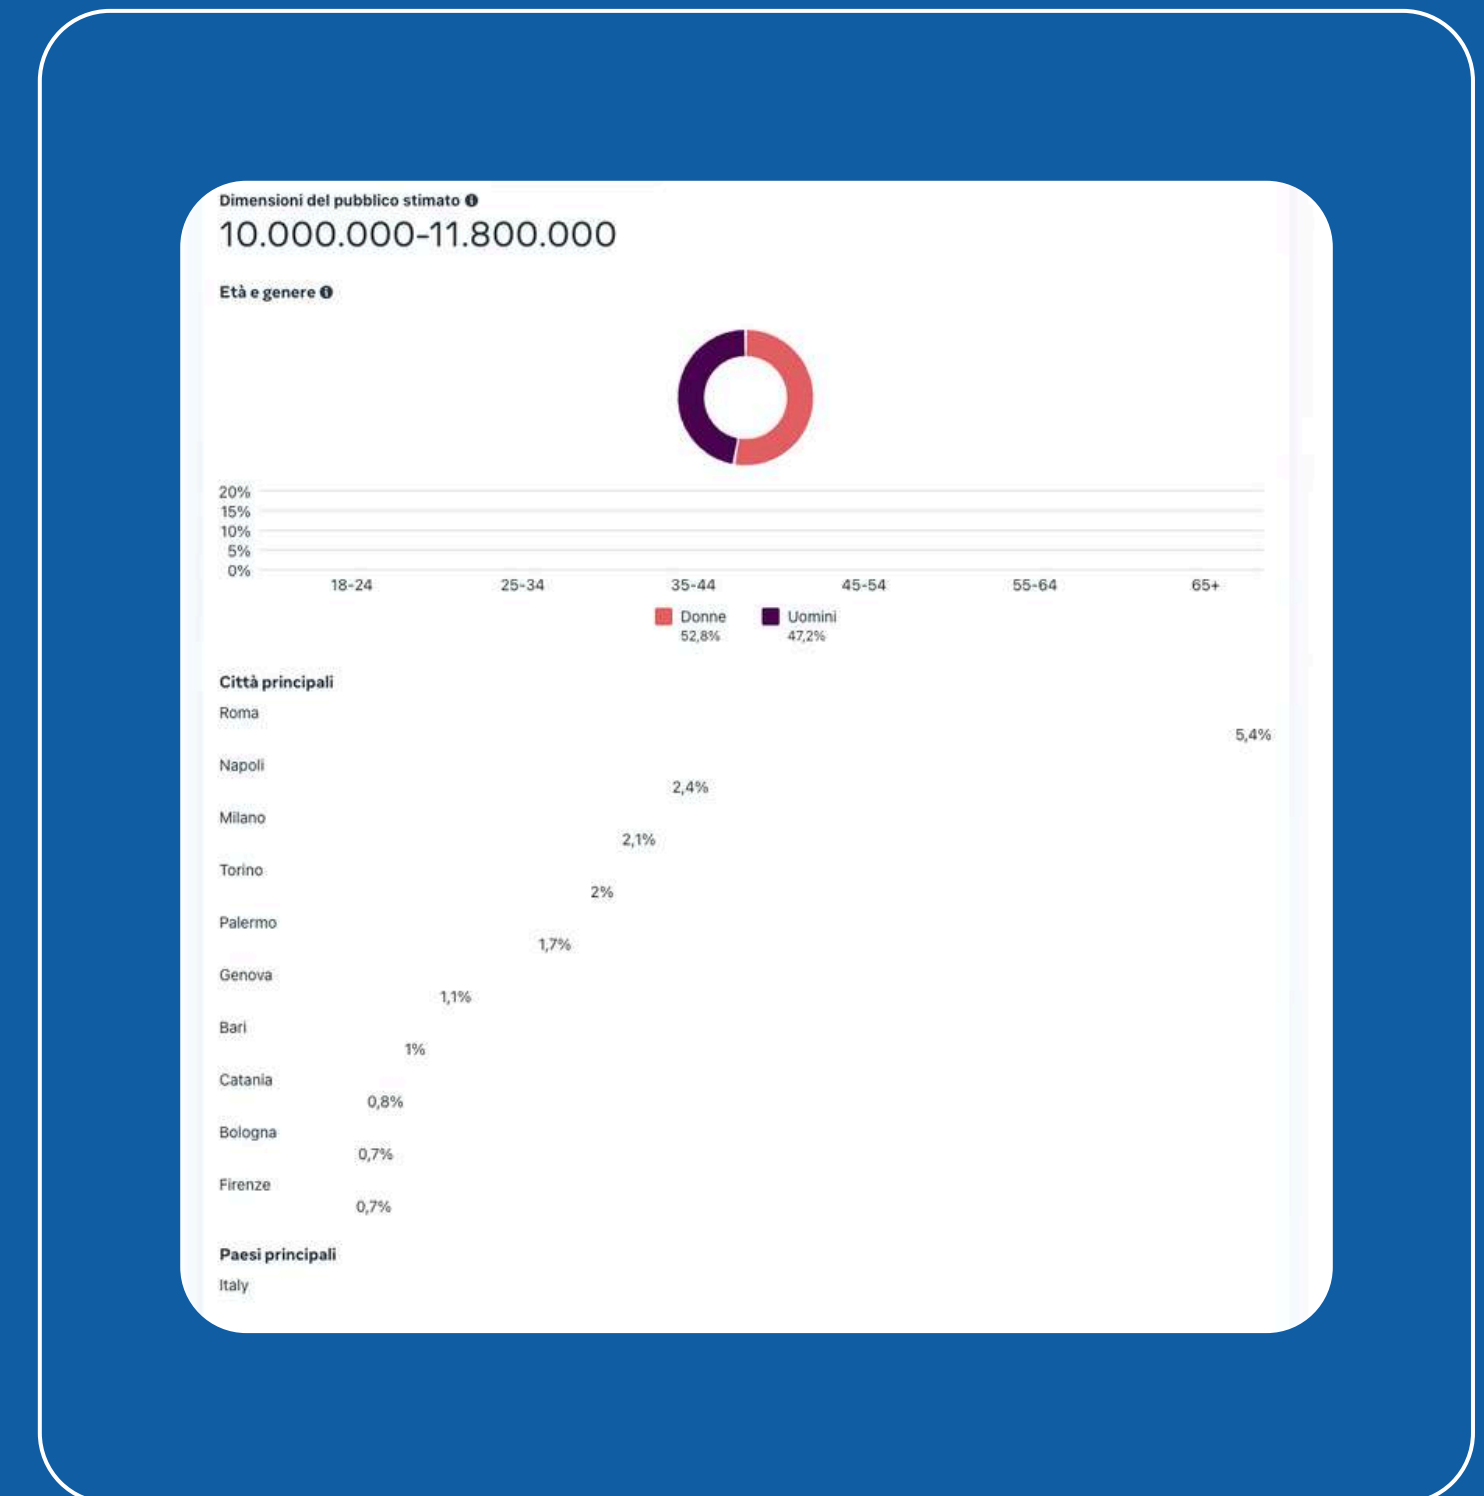 Dimensioni del pubblico stimato
10.000.000-11.800.000
Età e genere
20%
15%
10%
5%
0%
18-24 25-34 35-44 45-54 55-64 65+
Donne Uomini
52,8% 47,2%
Città principali
Roma
5,4%
Napoli
2,4%
Milano
2,1%
Torino
2%
Palermo
1,7%
Genova
1,1%
Bari
1%
Catania
0,8%
Bologna
0,7%
Firenze
0,7%
Paesi principali
Italy